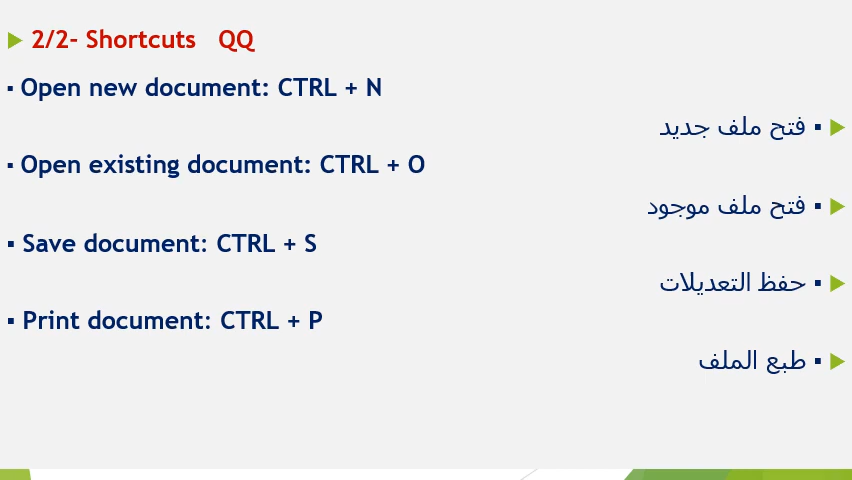 2/2- Shortcuts QQ
▪ Open new document: CTRL + N
▪ فتح ملف جديد
▪ Open existing document: CTRL + O
▪ فتح ملف موجود
▪ Save document: CTRL + S
▪ حفظ التعديلات
▪ Print document: CTRL + P
▪ طبع الملف